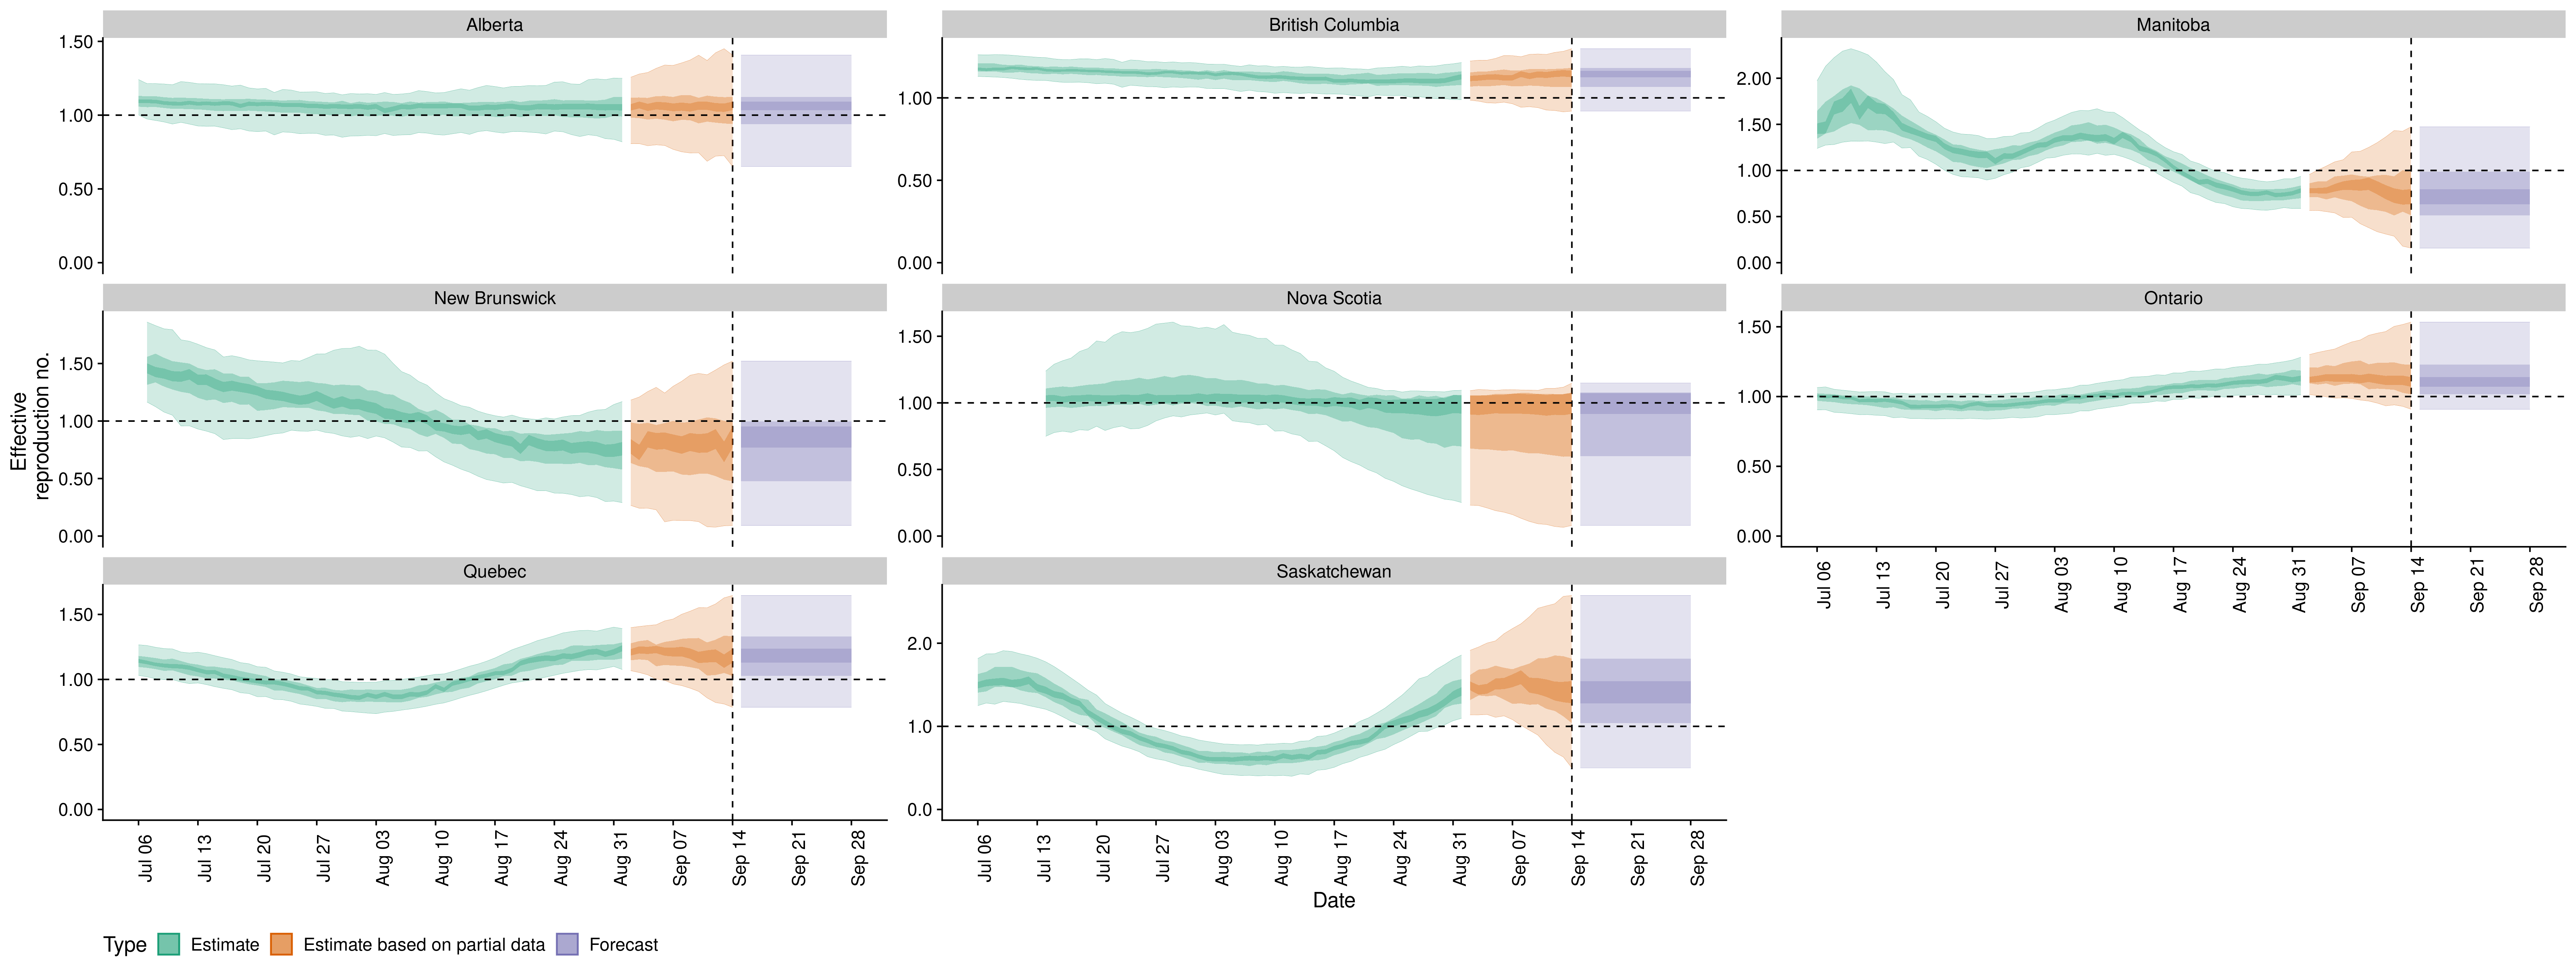 Alberta
British Columbia
Manitoba
1.50
1.00
0.50
0.00
1.00
0.50
0.00
2.00
1.50
1.00
0.50
0.00
New Brunswick
Nova Scotia
Ontario
1.50
1.00
0.50
0.00
1.50
1.00
0.50
0.00
1.50
1.00
0.50
0.00
Jul 06
Jul 13
Jul 20
Jul 27
Aug 03
Aug 10
Aug 17
Aug 24
Aug 31
Sep 07
Sep 14
Sep 21
Sep 28
Effective
reproduction no.
Quebec
Saskatchewan
1.50
1.00
0.50
0.00
2.0
1.0
0.0
Jul 06
Jul 13
Jul 20
Jul 27
Aug 03
Aug 10
Aug 17
Aug 24
Aug 31
Sep 07
Sep 14
Sep 21
Sep 28
Jul 06
Jul 13
Jul 20
Jul 27
Aug 03
Aug 10
Aug 17
Aug 24
Aug 31
Sep 07
Sep 14
Sep 21
Sep 28
Date
Type Estimate Estimate based on partial data Forecast